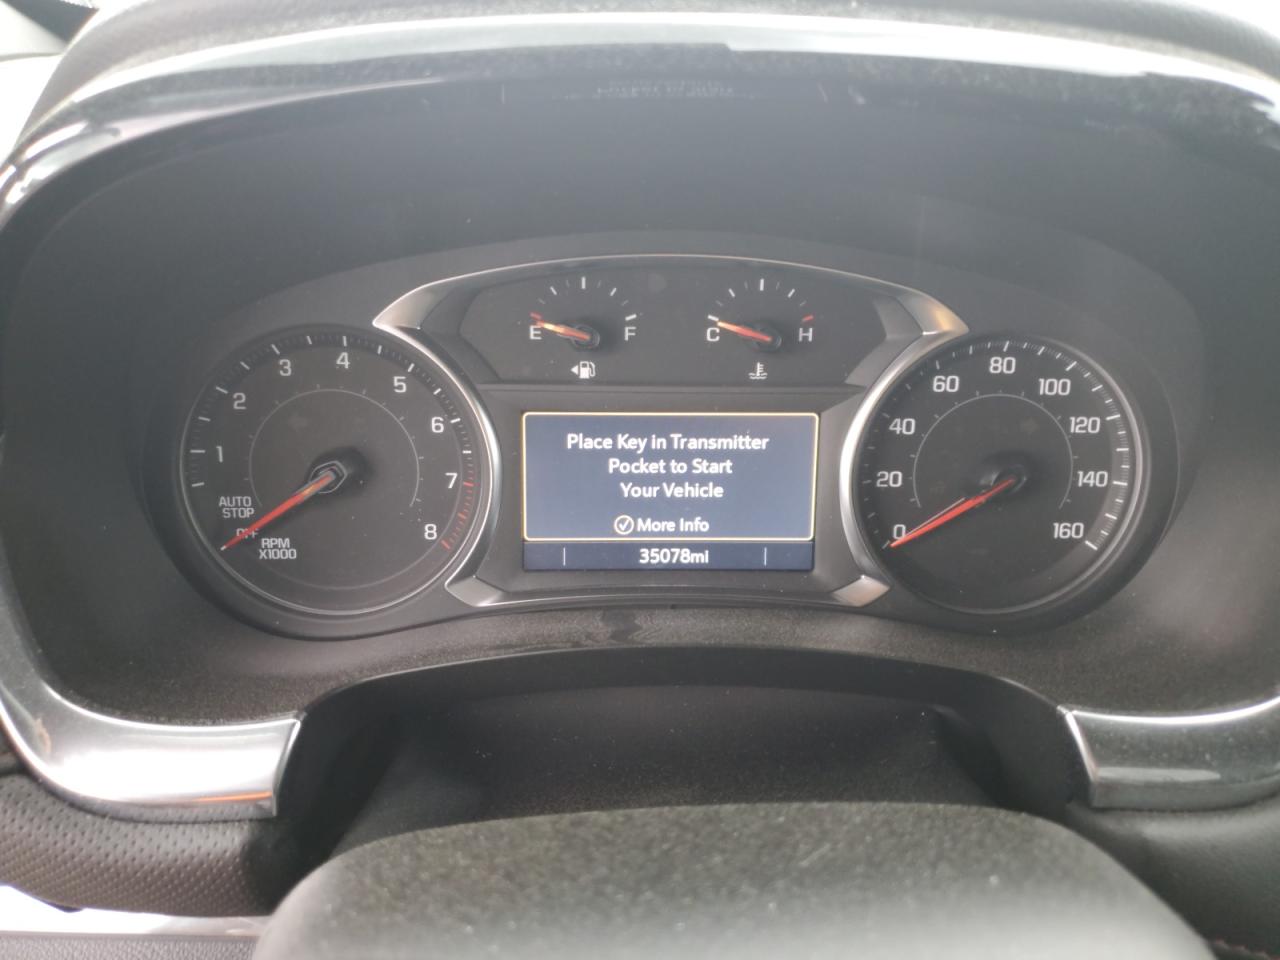 E F
C H
1 2 3 4 5 6 7 8
AUTO
STOP
OFF
RPM
X1000
Place Key in Transmitter
Pocket to Start
Your Vehicle
More Info
35078mi
0 20 40 60 80 100 120 140 160